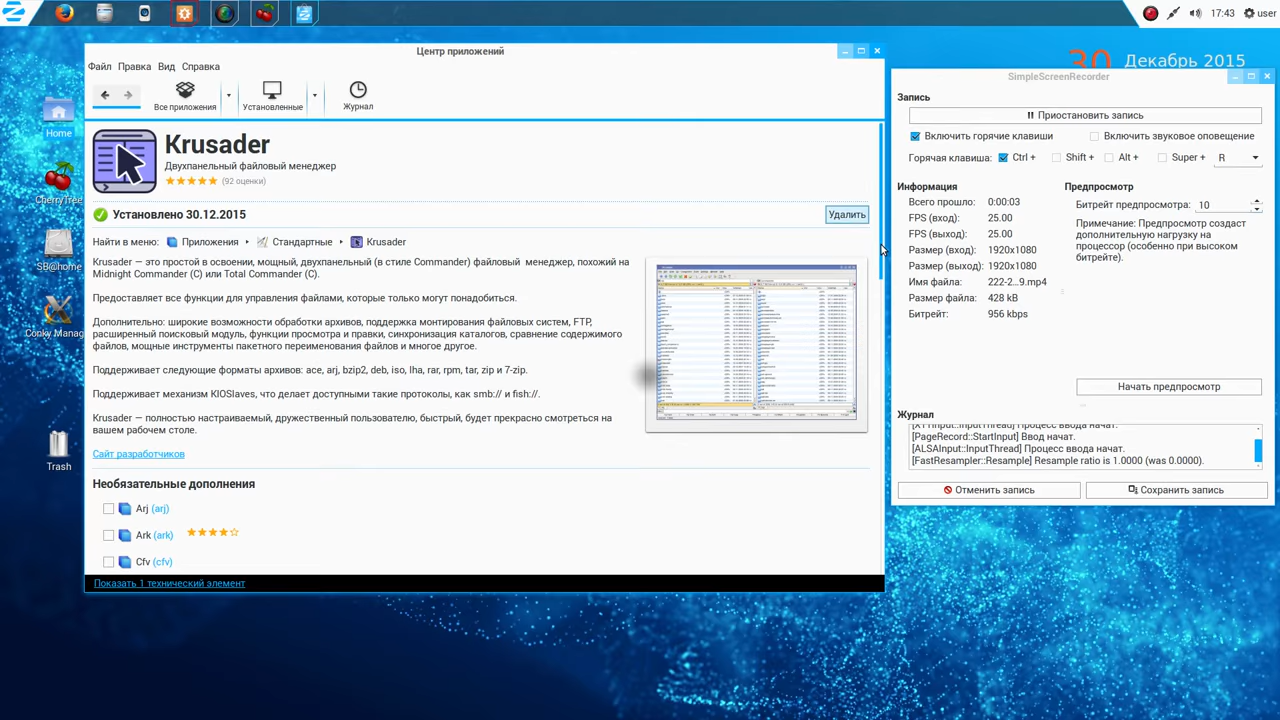 17:43
user
30 Декабрь 2015
Home
CherryTree
SB@home
Trash
Центр приложений
Файл Правка Вид Справка
Все приложения
Установленные
Журнал
Krusader
Двухпанельный файловый менеджер
(92 оценки)
Установлено 30.12.2015
Удалить
Найти в меню: Приложения Стандартные Krusader
Krusader — это простой в освоении, мощный, двухпанельный (в стиле Commander) файловый менеджер, похожий на
Midnight Commander (C) или Total Commander (C).
Представляет все функции для управления файлами, которые только могут понадобиться.
Дополнительно: широкие возможности обработки архивов, поддержка монтирования файловых систем, FTP,
расширенный поисковой модуль, функции просмотра и правки, синхронизация каталогов, сравнение содержимого
файлов, мощные инструменты пакетного переименования файлов и многое другое.
Поддерживает следующие форматы архивов: ace, arj, bzip2, deb, iso, lha, rar, rpm, tar, zip и 7-zip.
Поддерживает механизм KIOSlaves, что делает доступными такие протоколы, как smb:// и fish://.
Krusader — полностью настраиваемый, дружественный пользователю, быстрый, будет прекрасно смотреться на
вашем рабочем столе.
Сайт разработчиков
Необязательные дополнения
Arj (arj)
Ark (ark)
Cfv (cfv)
Показать 1 технический элемент
SimpleScreenRecorder
Запись
Приостановить запись
Включить горячие клавиши
Включить звуковое оповещение
Горячая клавиша: Ctrl + Shift + Alt + Super + R
Информация
Всего прошло: 0:00:03
FPS (вход): 25.00
FPS (выход): 25.00
Размер (вход): 1920x1080
Размер (выход): 1920x1080
Имя файла: 222-2...9.mp4
Размер файла: 428 kB
Битрейт: 956 kbps
Предпросмотр
Битрейт предпросмотра: 10
Примечание: Предпросмотр создаст
дополнительную нагрузку на
процессор (особенно при высоком
битрейте).
Начать предпросмотр
Журнал
[X11Input::InputThread] Процесс ввода начат.
[PageRecord::StartInput] Ввод начат.
[ALSAInput::InputThread] Процесс ввода начат.
[FastResampler::Resample] Resample ratio is 1.0000 (was 0.0000).
Отменить запись
Сохранить запись